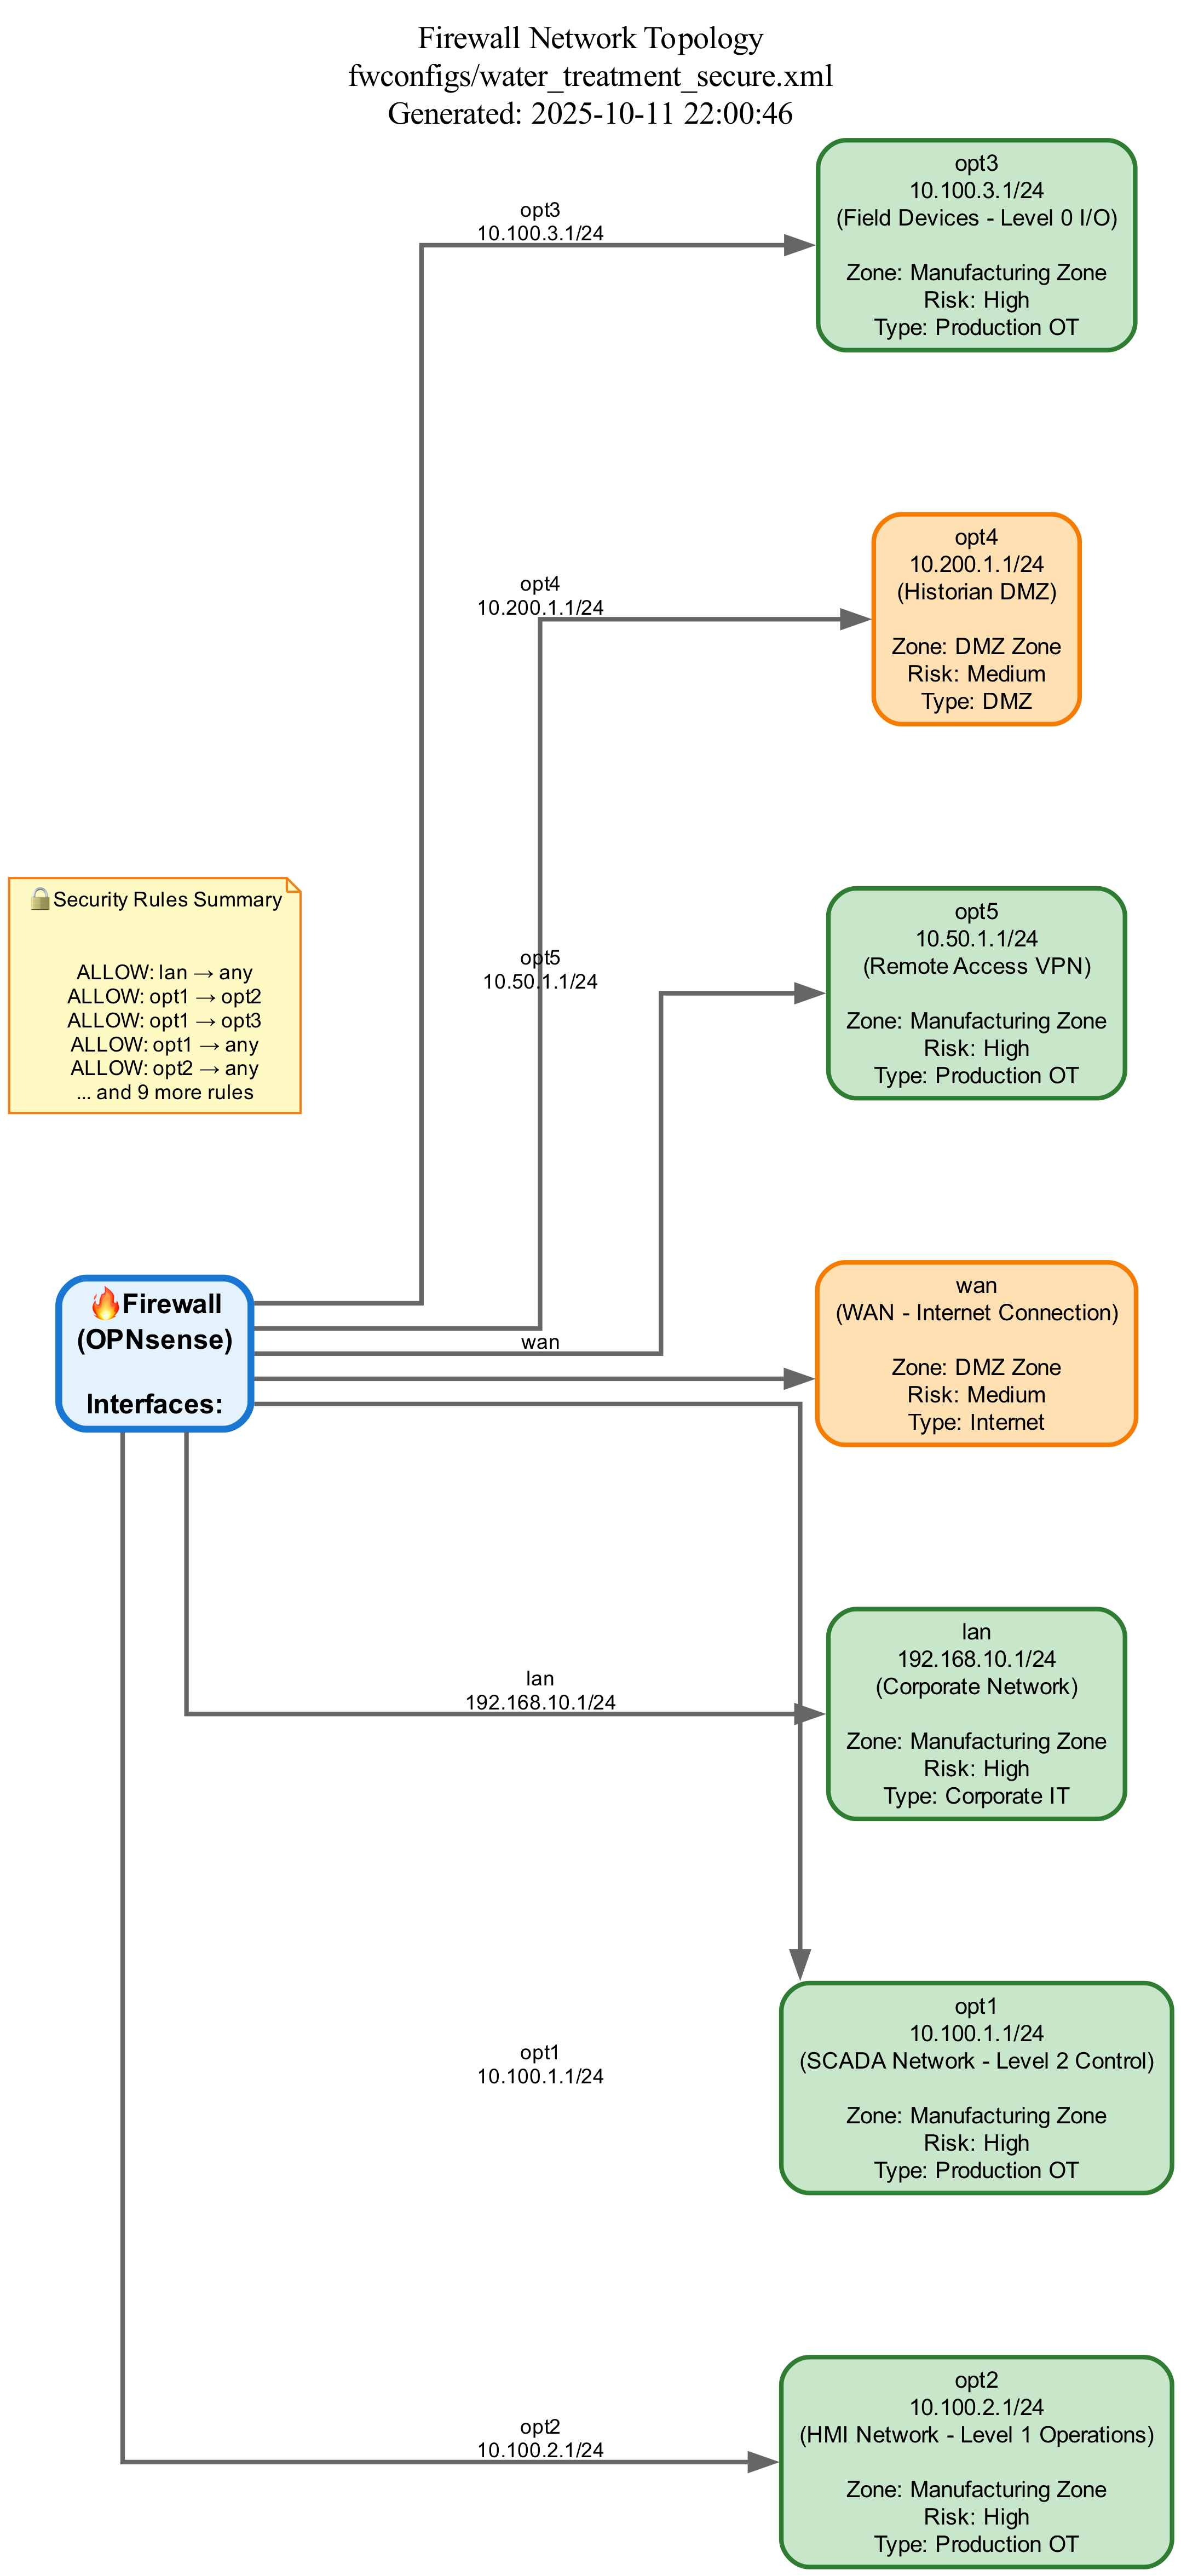 Firewall Network Topology
fwconfigs/water_treatment_secure.xml
Generated: 2025-10-11 22:00:46
opt3
10.100.3.1/24
(Field Devices - Level 0 I/O)
Zone: Manufacturing Zone
Risk: High
Type: Production OT
opt3
10.100.3.1/24
opt4
10.200.1.1/24
(Historian DMZ)
Zone: DMZ Zone
Risk: Medium
Type: DMZ
opt4
10.200.1.1/24
🔒Security Rules Summary
ALLOW: lan → any
ALLOW: opt1 → opt2
ALLOW: opt1 → opt3
ALLOW: opt1 → any
ALLOW: opt2 → any
... and 9 more rules
opt5
10.50.1.1/24
opt5
10.50.1.1/24
(Remote Access VPN)
Zone: Manufacturing Zone
Risk: High
Type: Production OT
🔥Firewall
(OPNsense)
Interfaces:
wan
wan
(WAN - Internet Connection)
Zone: DMZ Zone
Risk: Medium
Type: Internet
lan
192.168.10.1/24
lan
192.168.10.1/24
(Corporate Network)
Zone: Manufacturing Zone
Risk: High
Type: Corporate IT
opt1
10.100.1.1/24
opt1
10.100.1.1/24
(SCADA Network - Level 2 Control)
Zone: Manufacturing Zone
Risk: High
Type: Production OT
opt2
10.100.2.1/24
opt2
10.100.2.1/24
(HMI Network - Level 1 Operations)
Zone: Manufacturing Zone
Risk: High
Type: Production OT